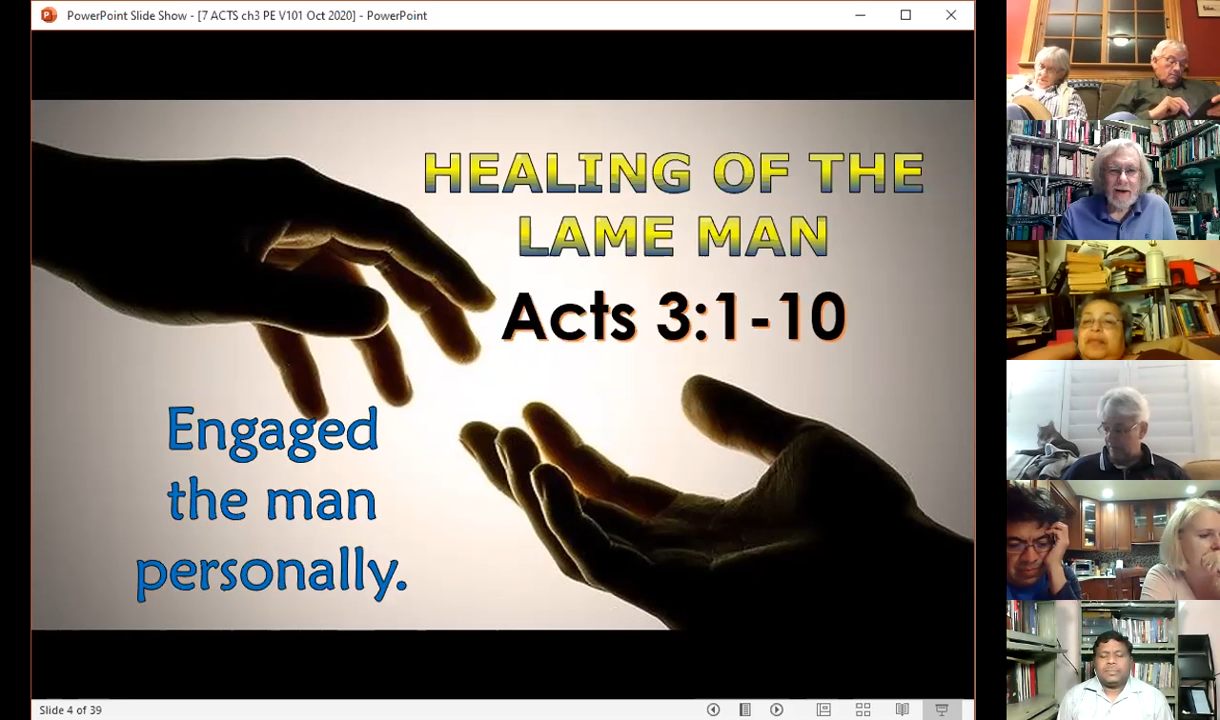 PowerPoint Slide Show - [7 ACTS ch3 PE V101 Oct 2020] - PowerPoint
HEALING OF THE
LAME MAN
Acts 3:1-10
Engaged
the man
personally.
Slide 4 of 39